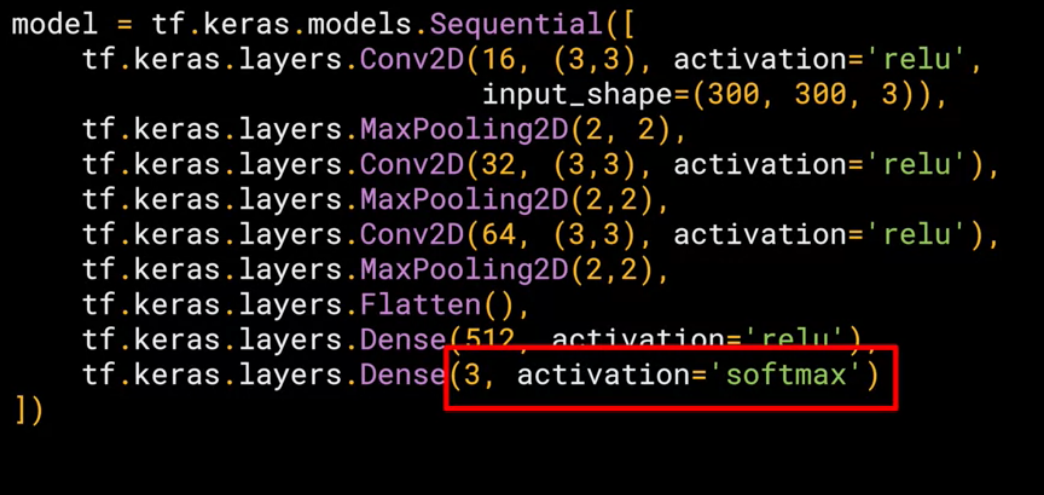 model = tf.keras.models.Sequential([
    tf.keras.layers.Conv2D(16, (3,3), activation='relu',
                           input_shape=(300, 300, 3)),
    tf.keras.layers.MaxPooling2D(2, 2),
    tf.keras.layers.Conv2D(32, (3,3), activation='relu'),
    tf.keras.layers.MaxPooling2D(2,2),
    tf.keras.layers.Conv2D(64, (3,3), activation='relu'),
    tf.keras.layers.MaxPooling2D(2,2),
    tf.keras.layers.Flatten(),
    tf.keras.layers.Dense(512, activation='relu'),
    tf.keras.layers.Dense(3, activation='softmax')
])